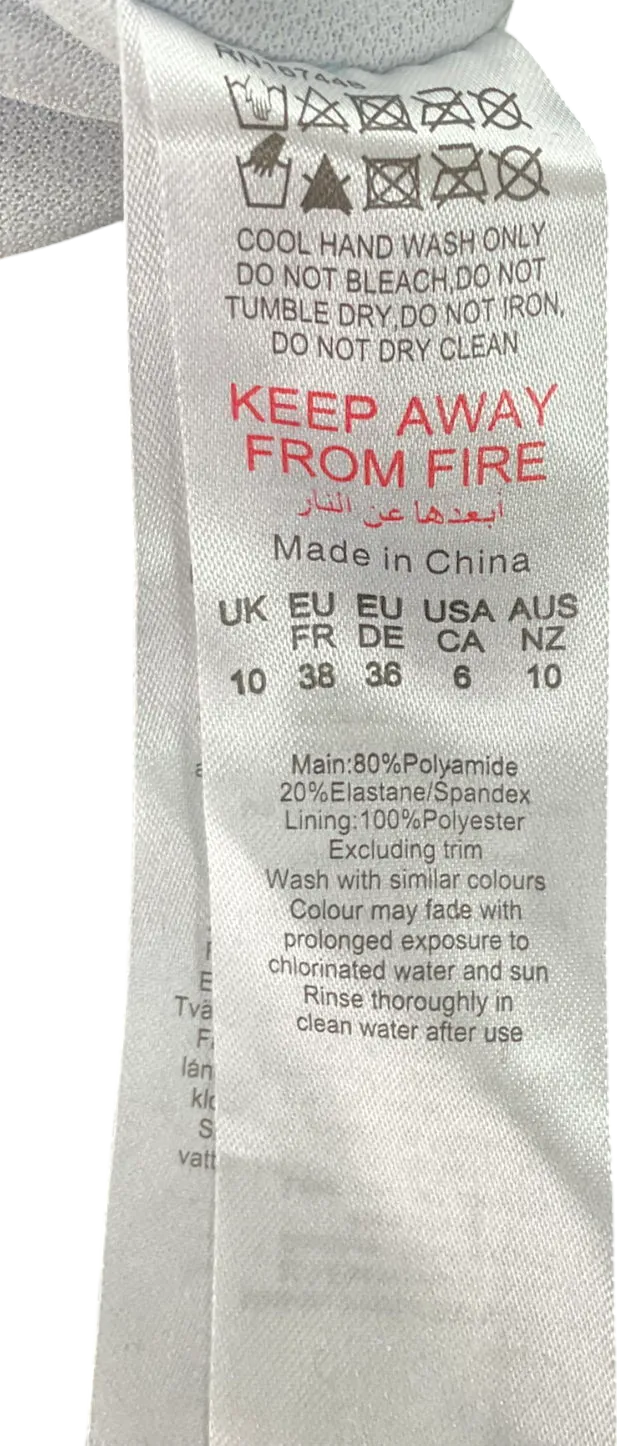 COOL HAND WASH ONLY
DO NOT BLEACH,DO NOT
TUMBLE DRY,DO NOT IRON,
DO NOT DRY CLEAN
KEEP AWAY
FROM FIRE
أبعدها عن النار
Made in China
UK EU EU USA AUS
FR DE CA NZ
10 38 36 6 10
Main:80%Polyamide
20%Elastane/Spandex
Lining:100%Polyester
Excluding trim
Wash with similar colours
Colour may fade with
prolonged exposure to
chlorinated water and sun
Rinse thoroughly in
clean water after use